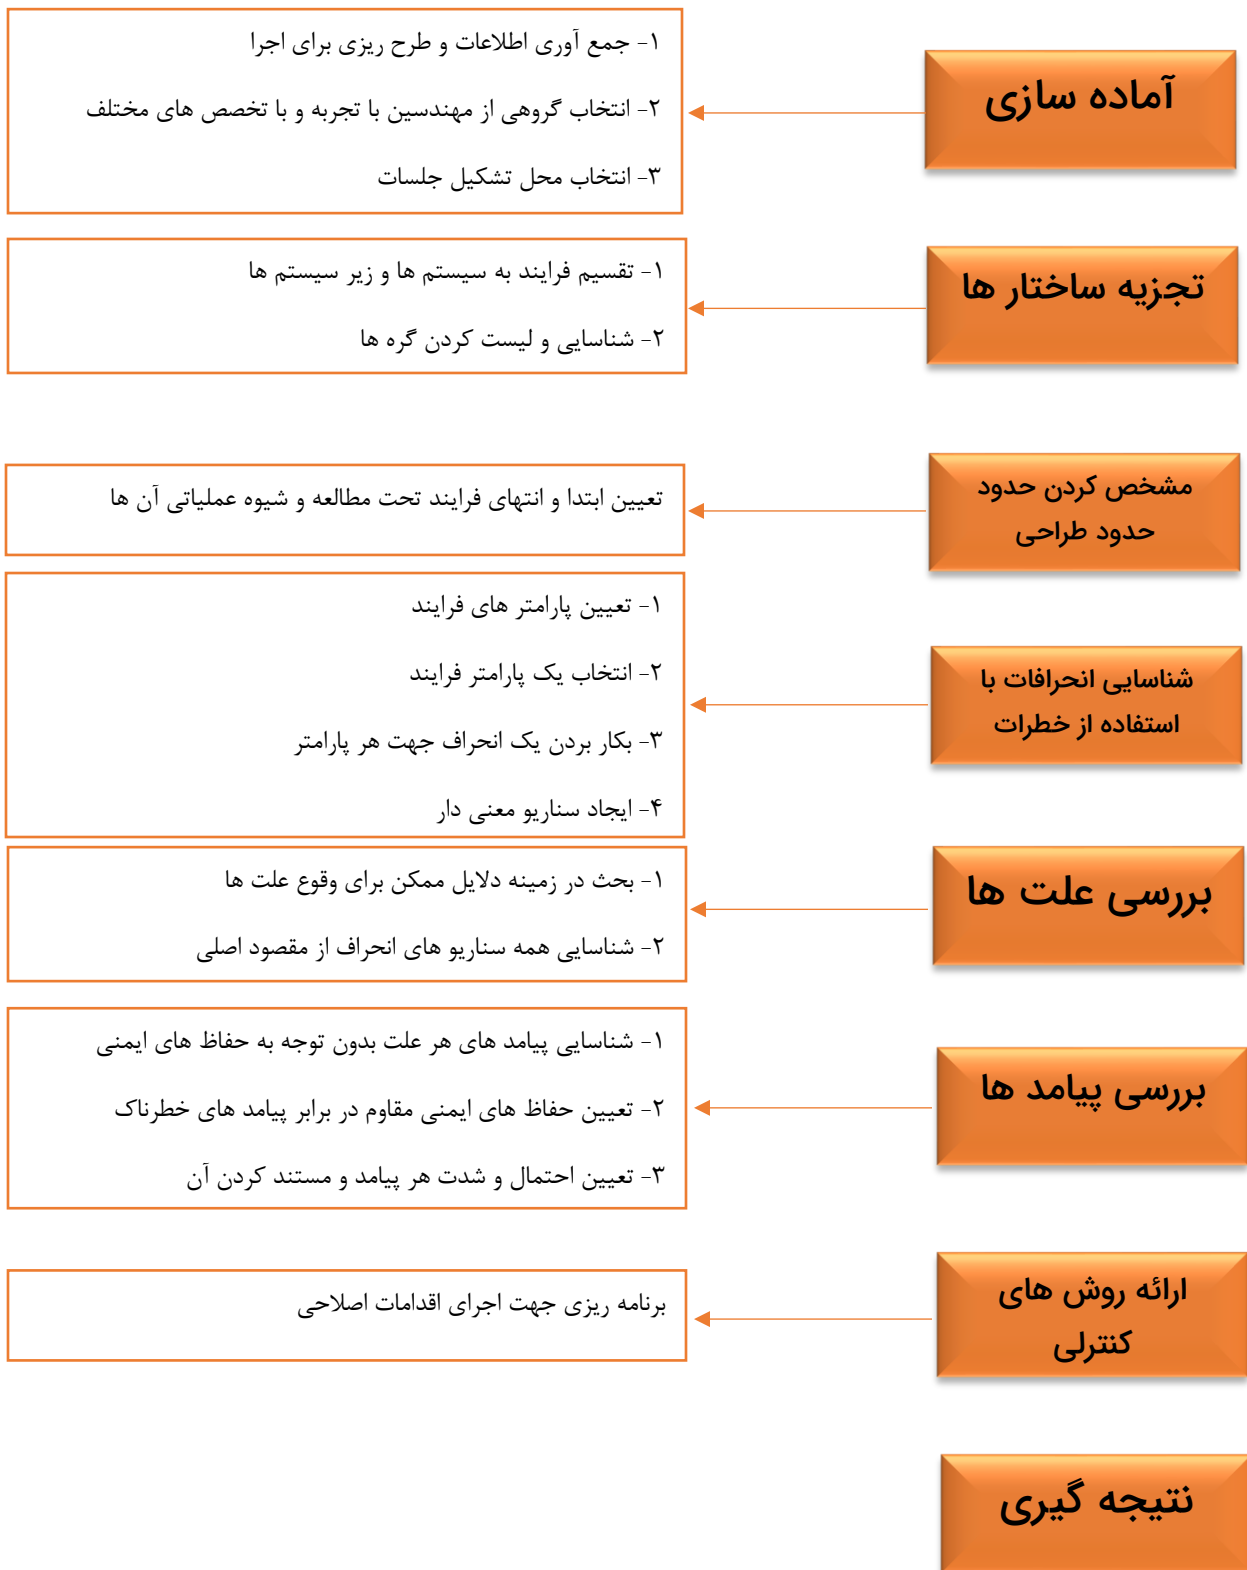 آماده سازی
۱- جمع آوری اطلاعات و طرح ریزی برای اجرا
۲- انتخاب گروهی از مهندسین با تجربه و با تخصص های مختلف
۳- انتخاب محل تشکیل جلسات
تجزیه ساختار ها
۱- تقسیم فرایند به سیستم ها و زیر سیستم ها
۲- شناسایی و لیست کردن گره ها
مشخص کردن حدود
حدود طراحی
تعیین ابتدا و انتهای فرایند تحت مطالعه و شیوه عملیاتی آن ها
شناسایی انحرافات با
استفاده از خطرات
۱- تعیین پارامتر های فرایند
۲- انتخاب یک پارامتر فرایند
۳- بکار بردن یک انحراف جهت هر پارامتر
۴- ایجاد سناریو معنی دار
بررسی علت ها
۱- بحث در زمینه دلایل ممکن برای وقوع علت ها
۲- شناسایی همه سناریو های انحراف از مقصود اصلی
بررسی پیامد ها
۱- شناسایی پیامد های هر علت بدون توجه به حفاظ های ایمنی
۲- تعیین حفاظ های ایمنی مقاوم در برابر پیامد های خطرناک
۳- تعیین احتمال و شدت هر پیامد و مستند کردن آن
ارائه روش های
کنترلی
برنامه ریزی جهت اجرای اقدامات اصلاحی
نتیجه گیری